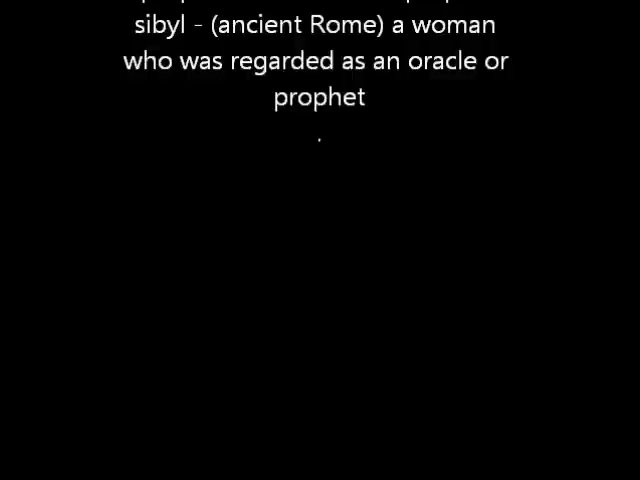 sibyl - (ancient Rome) a woman
who was regarded as an oracle or
prophet
.